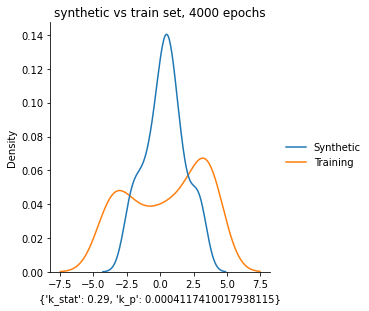 synthetic vs train set, 4000 epochs
0.14
0.12
0.10
0.08
0.06
0.04
0.02
0.00
Density
Synthetic
Training
−7.5 −5.0 −2.5 0.0 2.5 5.0 7.5
{'k_stat': 0.29, 'k_p': 0.0004117410017938115}